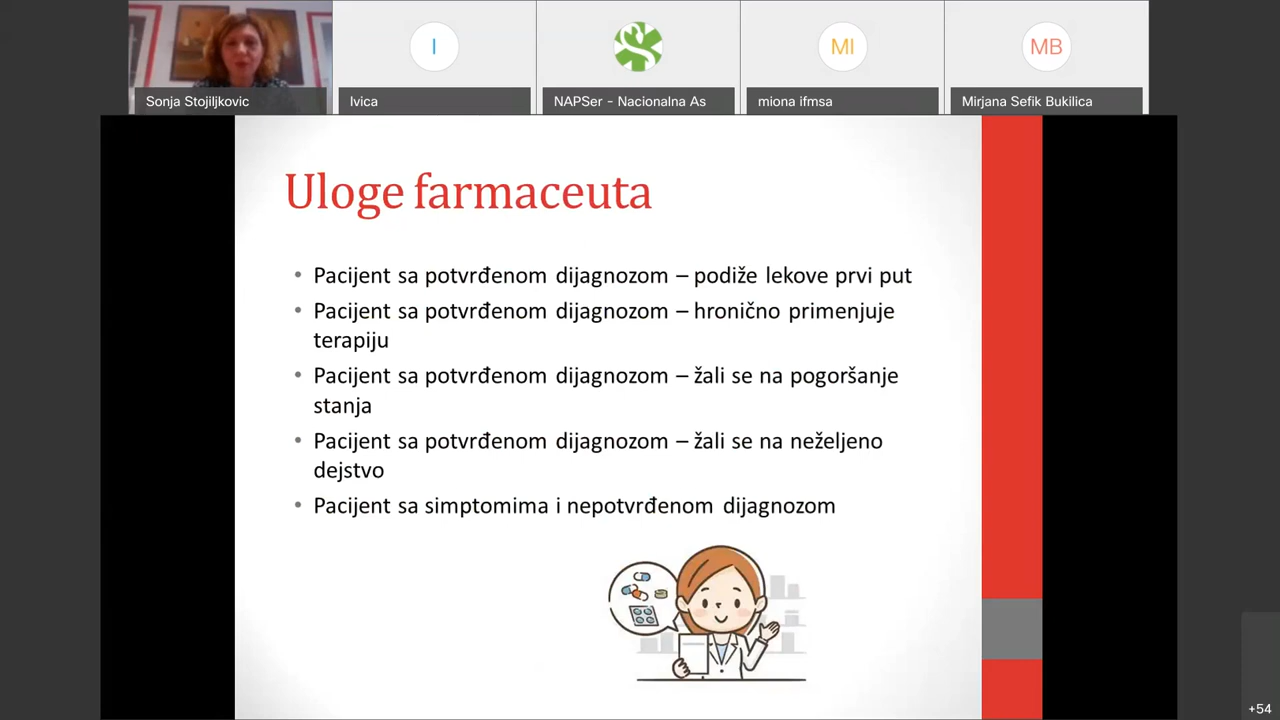 I
MI
MB
Sonja Stojiljkovic
Ivica
NAPSer - Nacionalna As
miona ifmsa
Mirjana Sefik Bukilica
Uloge farmaceuta
• Pacijent sa potvrđenom dijagnozom – podiže lekove prvi put
• Pacijent sa potvrđenom dijagnozom – hronično primenjuje
terapiju
• Pacijent sa potvrđenom dijagnozom – žali se na pogoršanje
stanja
• Pacijent sa potvrđenom dijagnozom – žali se na neželjeno
dejstvo
• Pacijent sa simptomima i nepotvrđenom dijagnozom
+54